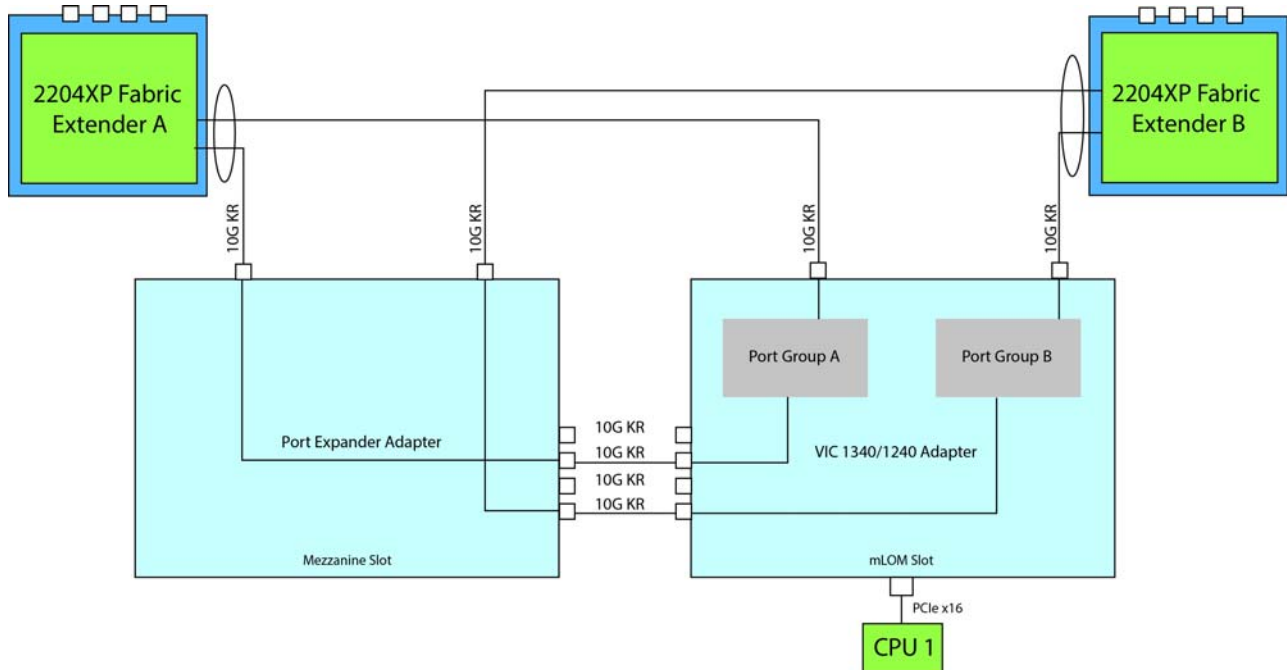 2204XP Fabric
Extender A
2204XP Fabric
Extender B
10G KR
10G KR
10G KR
10G KR
Port Group A
Port Group B
10G KR
10G KR
10G KR
10G KR
Port Expander Adapter
VIC 1340/1240 Adapter
Mezzanine Slot
mLOM Slot
PCIe x16
CPU 1